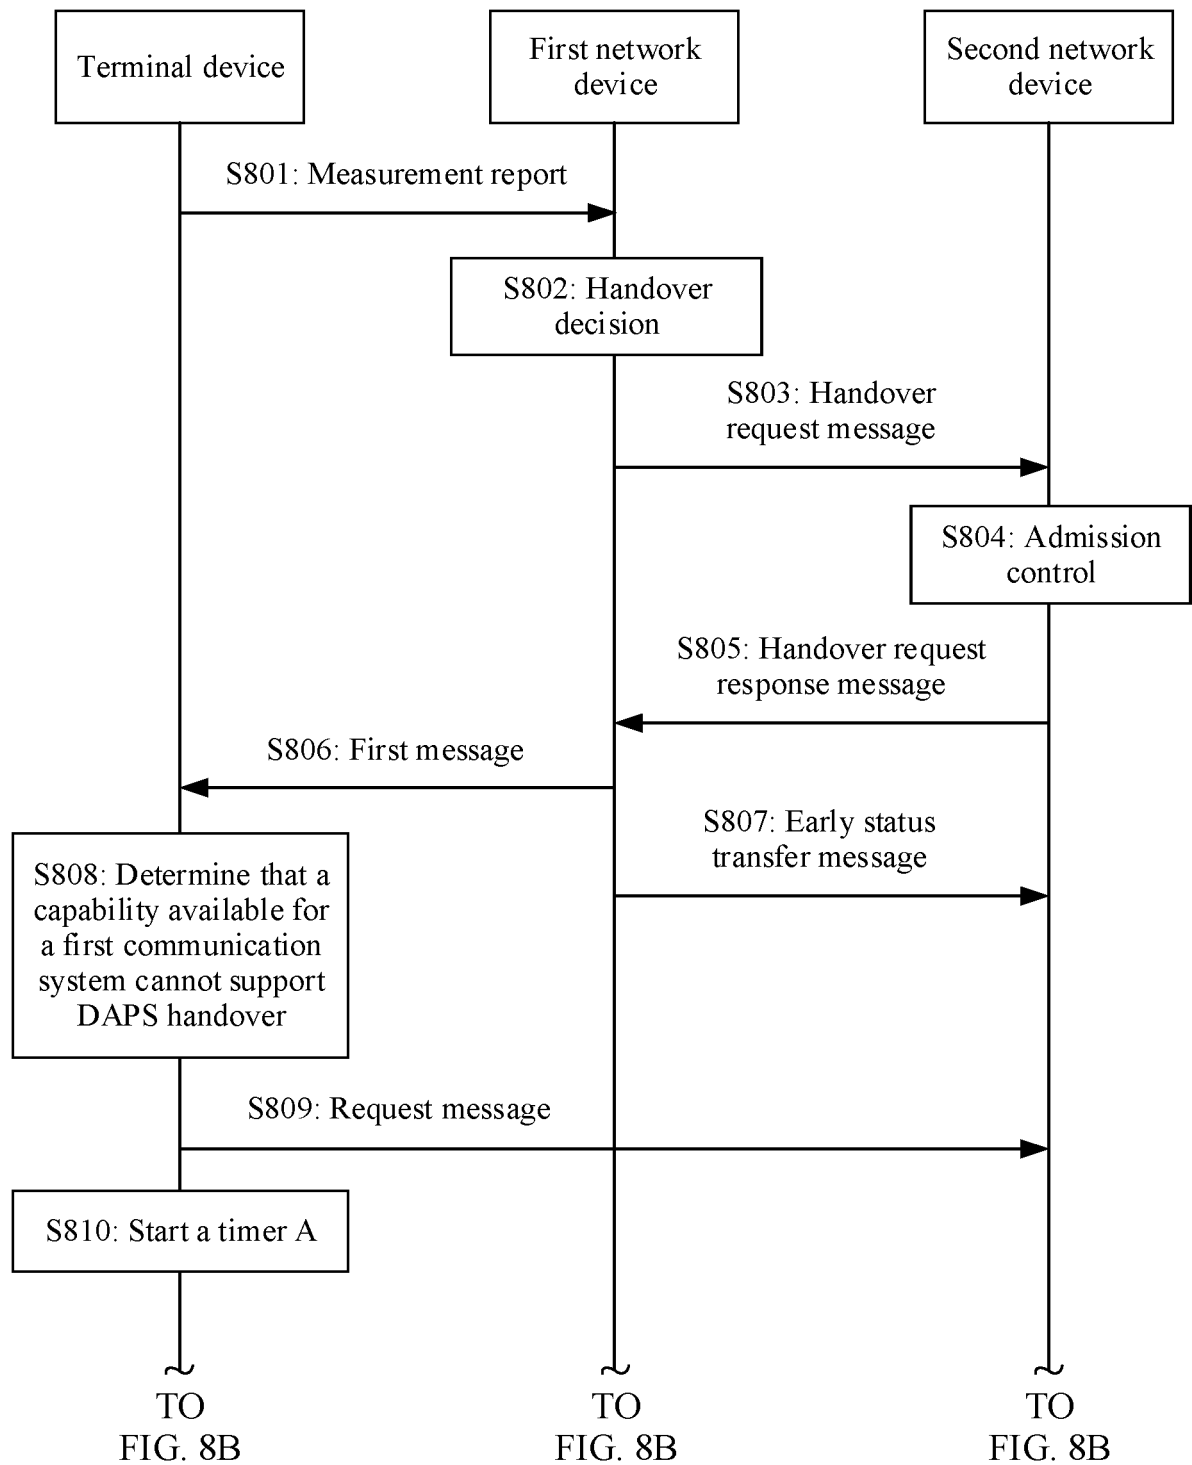 Terminal device
First network
device
Second network
device
S801: Measurement report
S802: Handover
decision
S803: Handover
request message
S804: Admission
control
S805: Handover request
response message
S806: First message
S807: Early status
transfer message
S808: Determine that a
capability available for
a first communication
system cannot support
DAPS handover
S809: Request message
S810: Start a timer A
TO
FIG. 8B
TO
FIG. 8B
TO
FIG. 8B